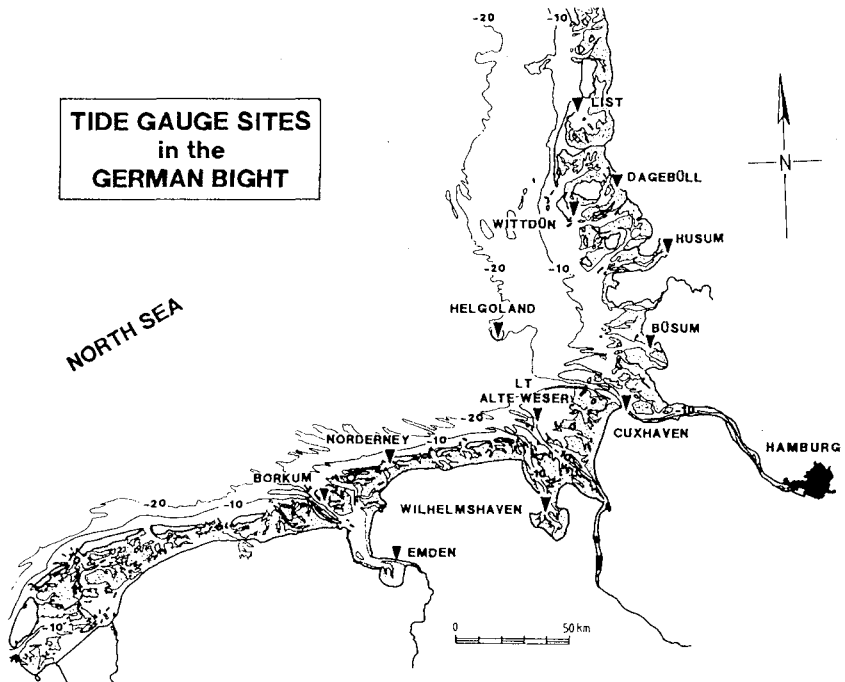 TIDE GAUGE SITES
in the
GERMAN BIGHT
-20
-10
LIST
N
DAGEBÜLL
WITTDÜN
HUSUM
-20
-10
HELGOLAND
NORTH SEA
BÜSUM
LT
ALTE-WESER
-20
-10
CUXHAVEN
HAMBURG
NORDERNEY
-10
BORKUM
-10
-20
-10
WILHELMSHAVEN
EMDEN
-10
0
50 km